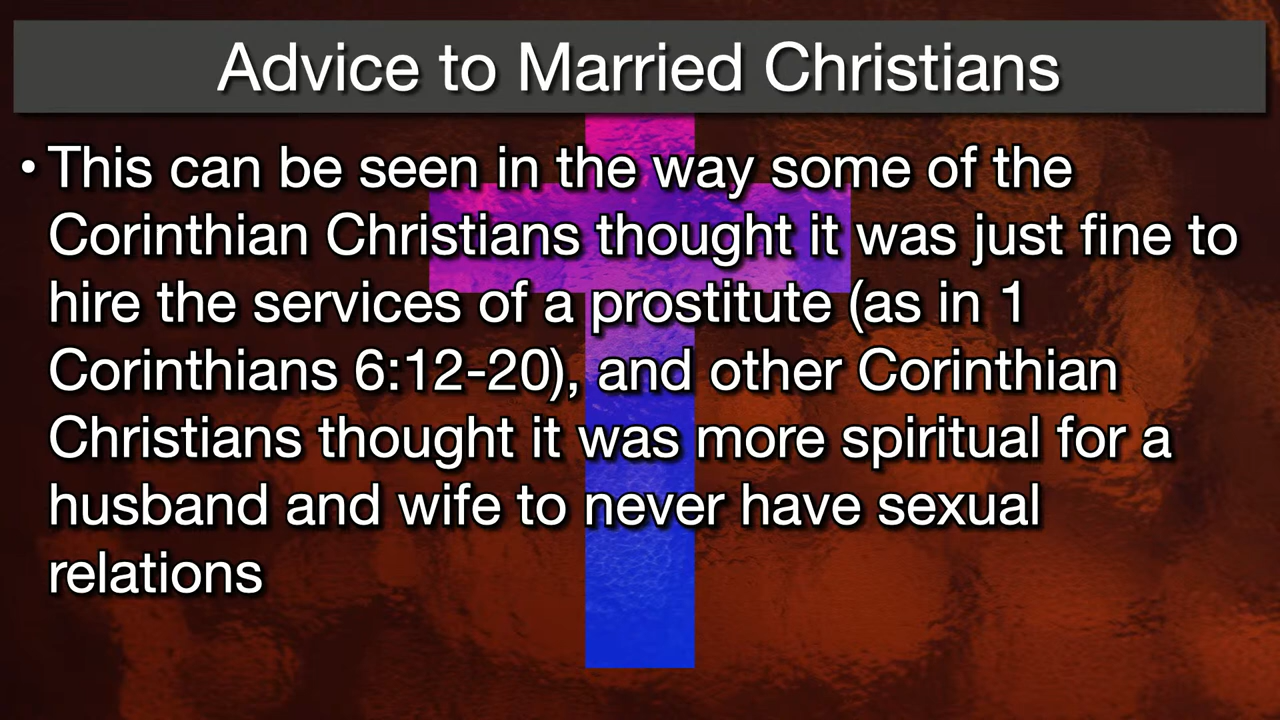 Advice to Married Christians
• This can be seen in the way some of the
Corinthian Christians thought it was just fine to
hire the services of a prostitute (as in 1
Corinthians 6:12-20), and other Corinthian
Christians thought it was more spiritual for a
husband and wife to never have sexual
relations